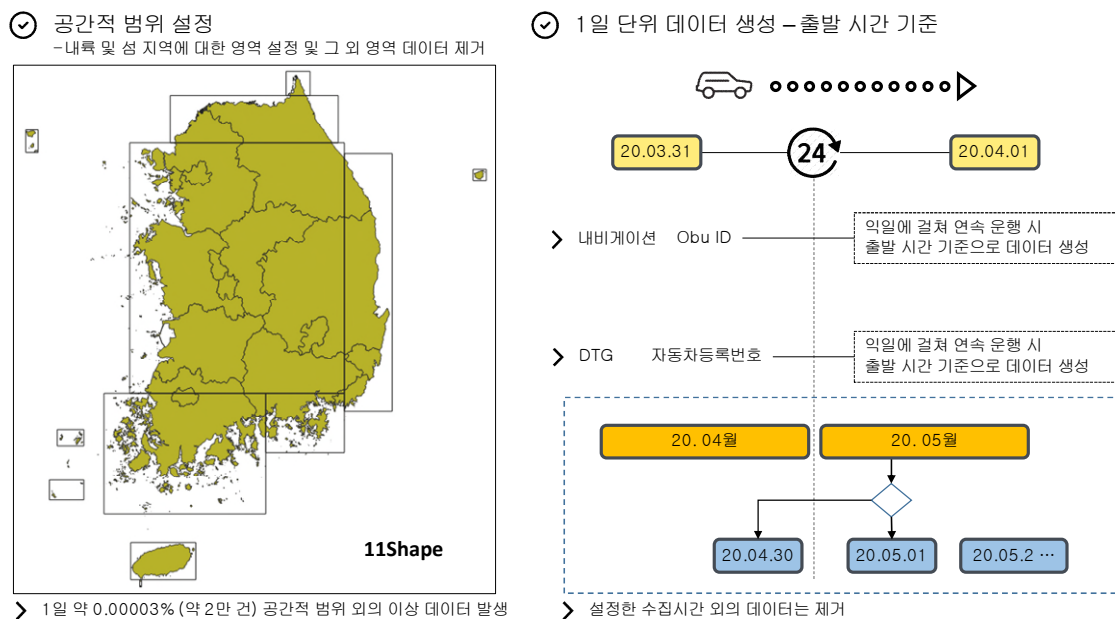 공간적 범위 설정
–내륙 및 섬 지역에 대한 영역 설정 및 그 외 영역 데이터 제거
11Shape
1일 약 0.00003% (약 2만 건) 공간적 범위 외의 이상 데이터 발생
1일 단위 데이터 생성 – 출발 시간 기준
20.03.31
24
20.04.01
내비게이션 Obu ID
익일에 걸쳐 연속 운행 시
출발 시간 기준으로 데이터 생성
DTG 자동차등록번호
익일에 걸쳐 연속 운행 시
출발 시간 기준으로 데이터 생성
20. 04월
20. 05월
20.04.30
20.05.01
20.05.2 …
설정한 수집시간 외의 데이터는 제거